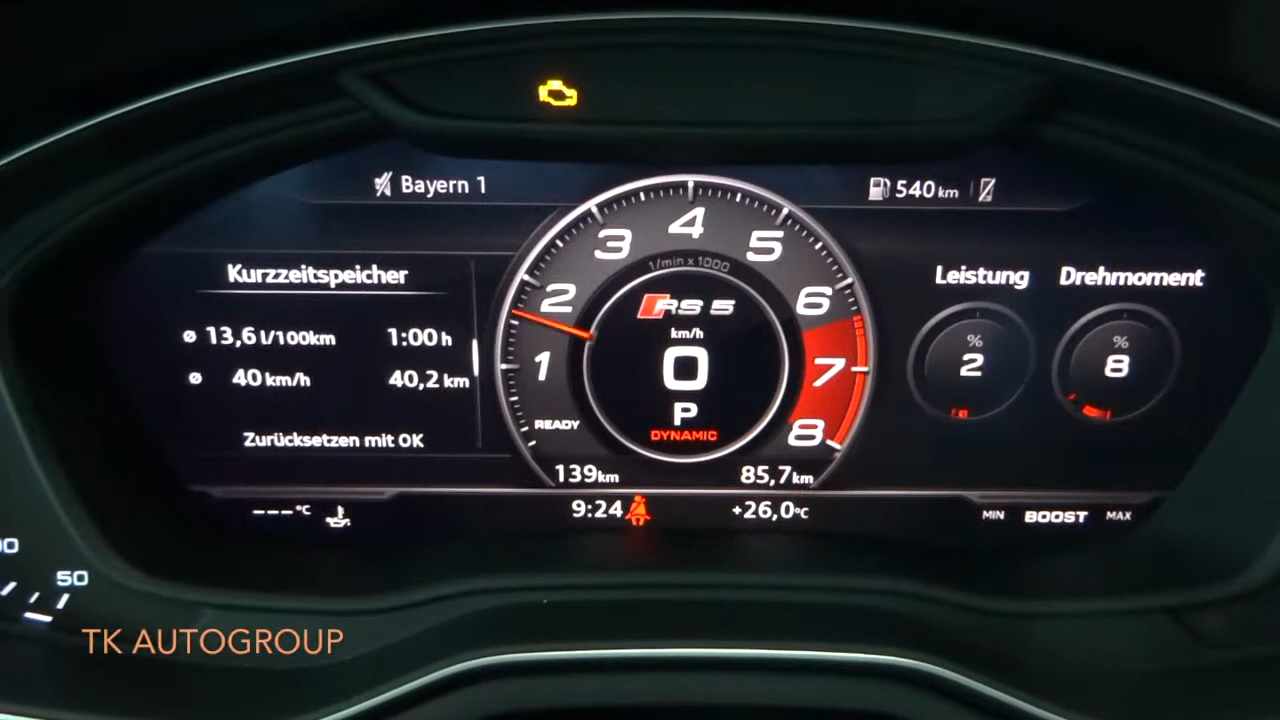 Bayern 1
540 km
Kurzzeitspeicher
ø 13,6 l/100km 1:00 h
ø 40 km/h 40,2 km
Zurücksetzen mit OK
1 2 3 4 5 6 7 8
1/min x 1000
READY
RS 5
km/h
0
P
DYNAMIC
139 km
85,7 km
Leistung
% 2
Drehmoment
% 8
---°C
9:24
+26,0°C
MIN BOOST MAX
50
TK AUTOGROUP